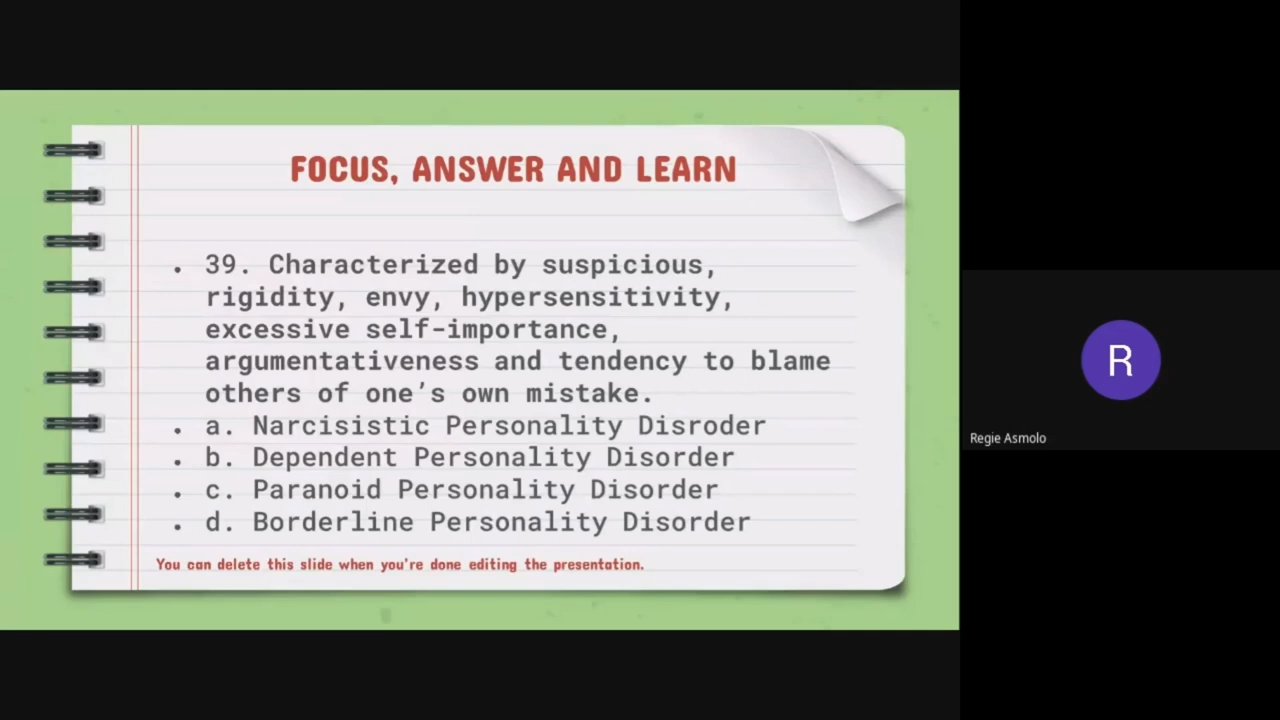 FOCUS, ANSWER AND LEARN
• 39. Characterized by suspicious,
rigidity, envy, hypersensitivity,
excessive self-importance,
argumentativeness and tendency to blame
others of one's own mistake.
• a. Narcisistic Personality Disroder
• b. Dependent Personality Disorder
• c. Paranoid Personality Disorder
• d. Borderline Personality Disorder
You can delete this slide when you're done editing the presentation.
R
Regie Asmolo